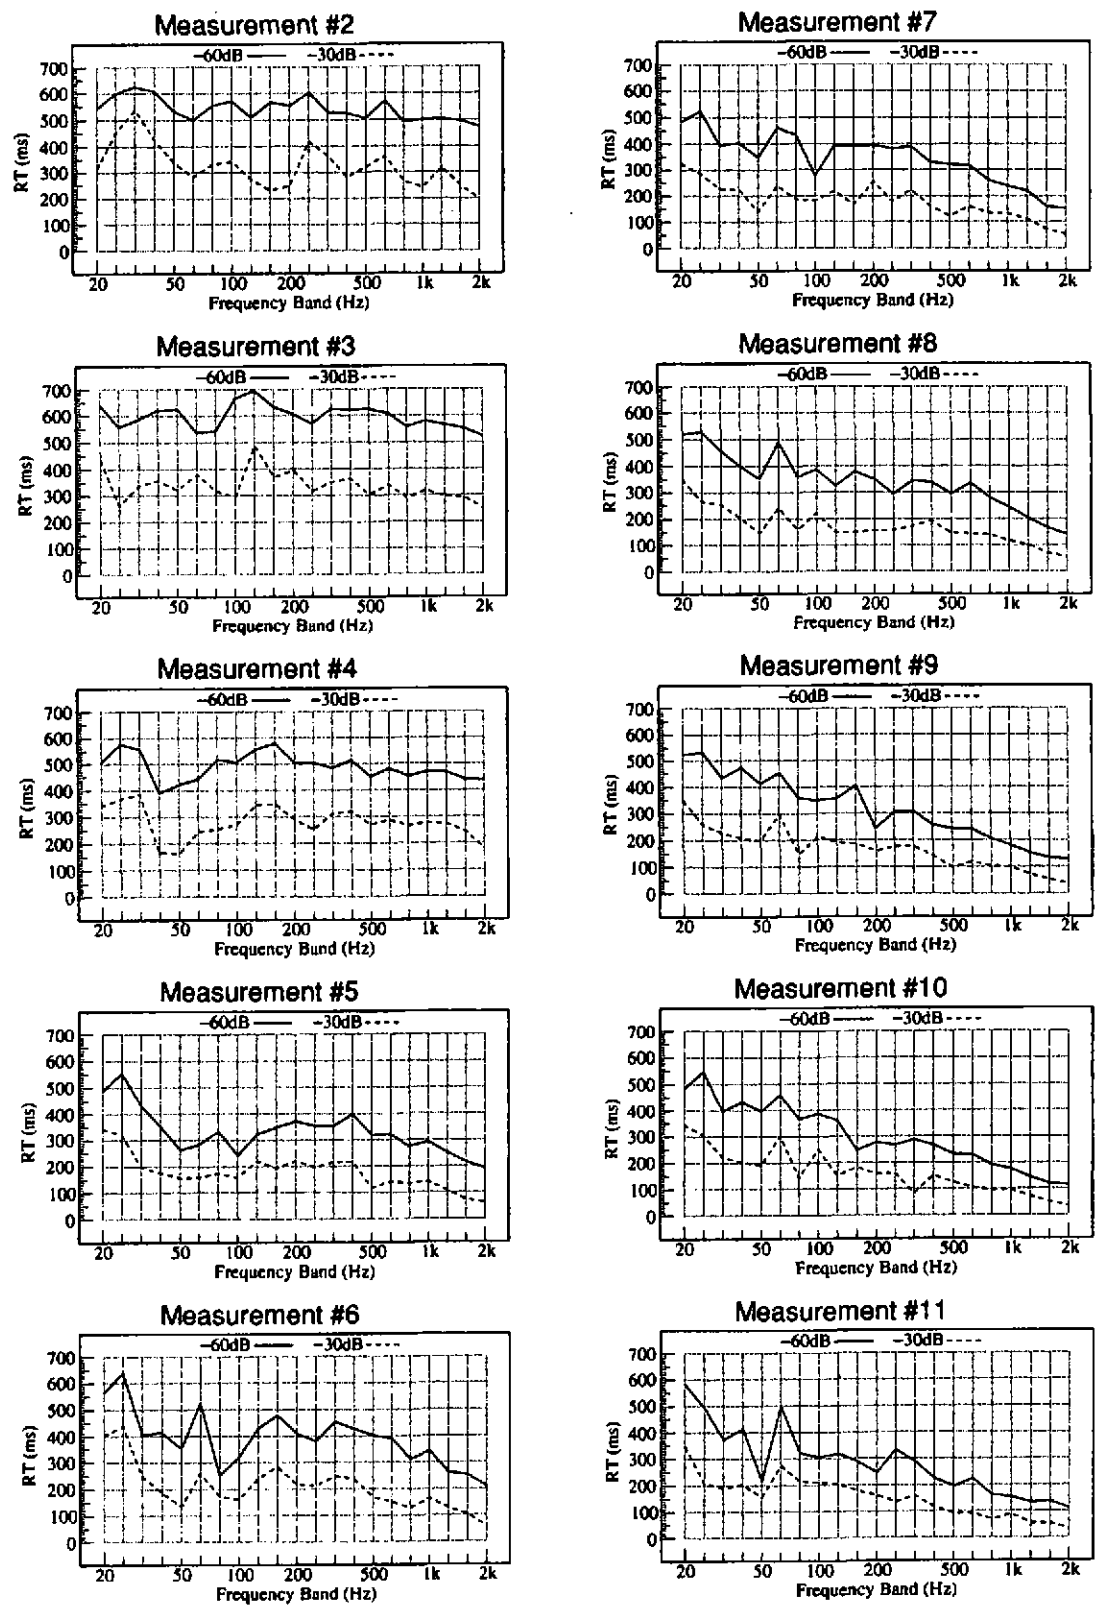 Measurement #2
–60dB –30dB
700
600
500
400
300
200
100
0
RT (ms)
20 50 100 200 500 1k 2k
Frequency Band (Hz)
Measurement #3
–60dB –30dB
700
600
500
400
300
200
100
0
RT (ms)
20 50 100 200 500 1k 2k
Frequency Band (Hz)
Measurement #4
–60dB –30dB
700
600
500
400
300
200
100
0
RT (ms)
20 50 100 200 500 1k 2k
Frequency Band (Hz)
Measurement #5
–60dB –30dB
700
600
500
400
300
200
100
0
RT (ms)
20 50 100 200 500 1k 2k
Frequency Band (Hz)
Measurement #6
–60dB –30dB
700
600
500
400
300
200
100
0
RT (ms)
20 50 100 200 500 1k 2k
Frequency Band (Hz)
Measurement #7
–60dB –30dB
700
600
500
400
300
200
100
0
RT (ms)
20 50 100 200 500 1k 2k
Frequency Band (Hz)
Measurement #8
–60dB –30dB
700
600
500
400
300
200
100
0
RT (ms)
20 50 100 200 500 1k 2k
Frequency Band (Hz)
Measurement #9
–60dB –30dB
700
600
500
400
300
200
100
0
RT (ms)
20 50 100 200 500 1k 2k
Frequency Band (Hz)
Measurement #10
–60dB –30dB
700
600
500
400
300
200
100
0
RT (ms)
20 50 100 200 500 1k 2k
Frequency Band (Hz)
Measurement #11
–60dB –30dB
700
600
500
400
300
200
100
0
RT (ms)
20 50 100 200 500 1k 2k
Frequency Band (Hz)